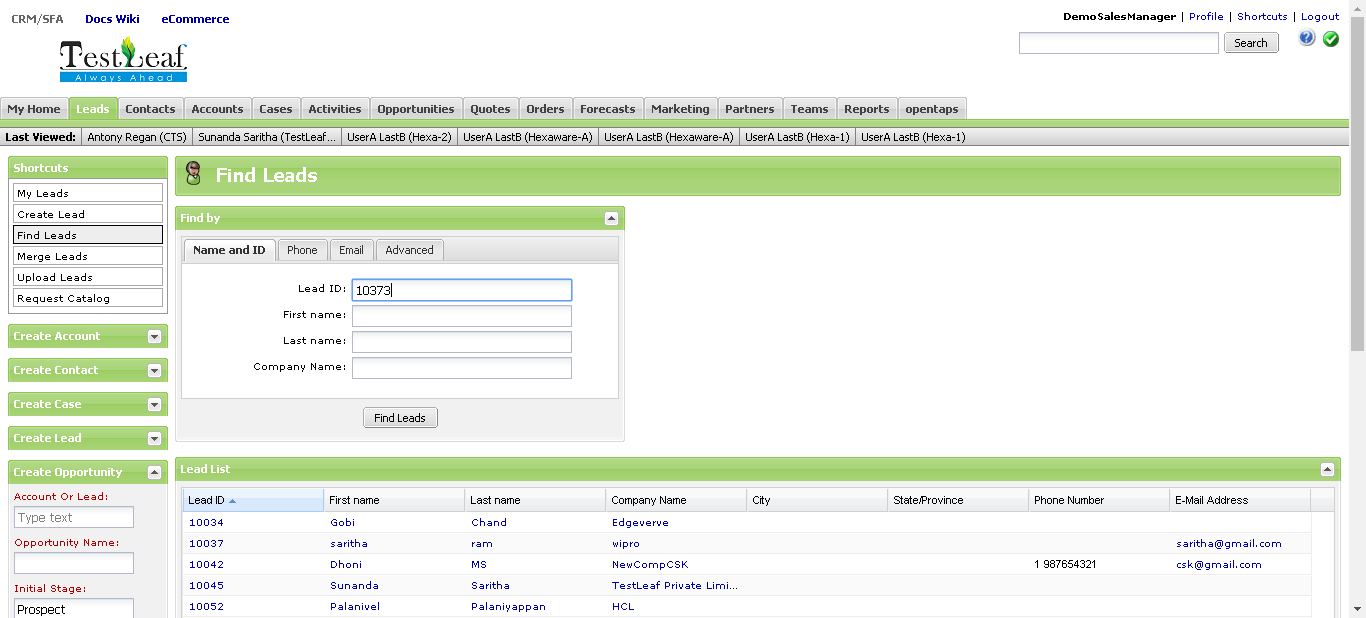 CRM/SFA Docs Wiki eCommerce
DemoSalesManager | Profile | Shortcuts | Logout
TestLeaf
Always Ahead
Search
My Home Leads Contacts Accounts Cases Activities Opportunities Quotes Orders Forecasts Marketing Partners Teams Reports opentaps
Last Viewed: Antony Regan (CTS) Sunanda Saritha (TestLeaf... UserA LastB (Hexa-2) UserA LastB (Hexaware-A) UserA LastB (Hexaware-A) UserA LastB (Hexa-1) UserA LastB (Hexa-1)
Shortcuts
My Leads
Create Lead
Find Leads
Merge Leads
Upload Leads
Request Catalog
Create Account
Create Contact
Create Case
Create Lead
Create Opportunity
Account Or Lead:
Type text
Opportunity Name:
Initial Stage:
Prospect
Find Leads
Find by
Name and ID Phone Email Advanced
Lead ID: 10373
First name:
Last name:
Company Name:
Find Leads
Lead List
Lead ID First name Last name Company Name City State/Province Phone Number E-Mail Address
10034 Gobi Chand Edgeverve
10037 saritha ram wipro saritha@gmail.com
10042 Dhoni MS NewCompCSK 1 987654321 csk@gmail.com
10045 Sunanda Saritha TestLeaf Private Limi...
10052 Palanivel Palaniyappan HCL